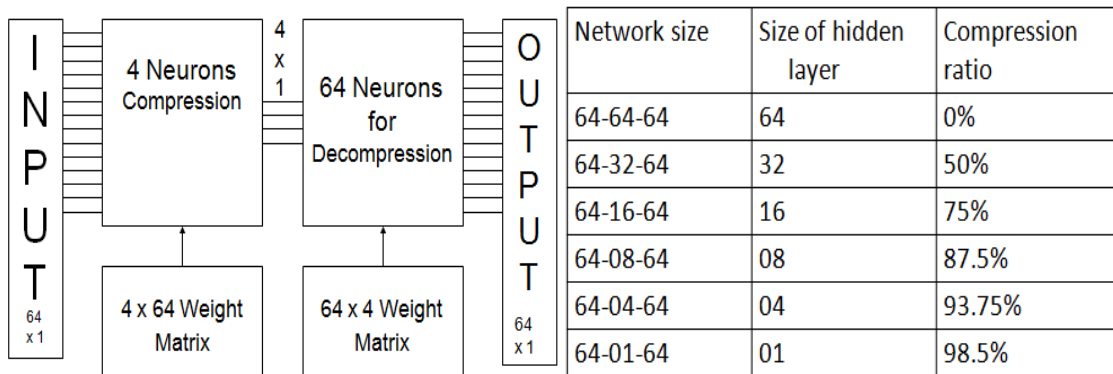 INPUT
64
x 1
4 Neurons
Compression
4
x
1
64 Neurons
for
Decompression
OUTPUT
64
x 1
4 x 64 Weight
Matrix
64 x 4 Weight
Matrix
Network size Size of hidden layer Compression ratio
64-64-64 64 0%
64-32-64 32 50%
64-16-64 16 75%
64-08-64 08 87.5%
64-04-64 04 93.75%
64-01-64 01 98.5%